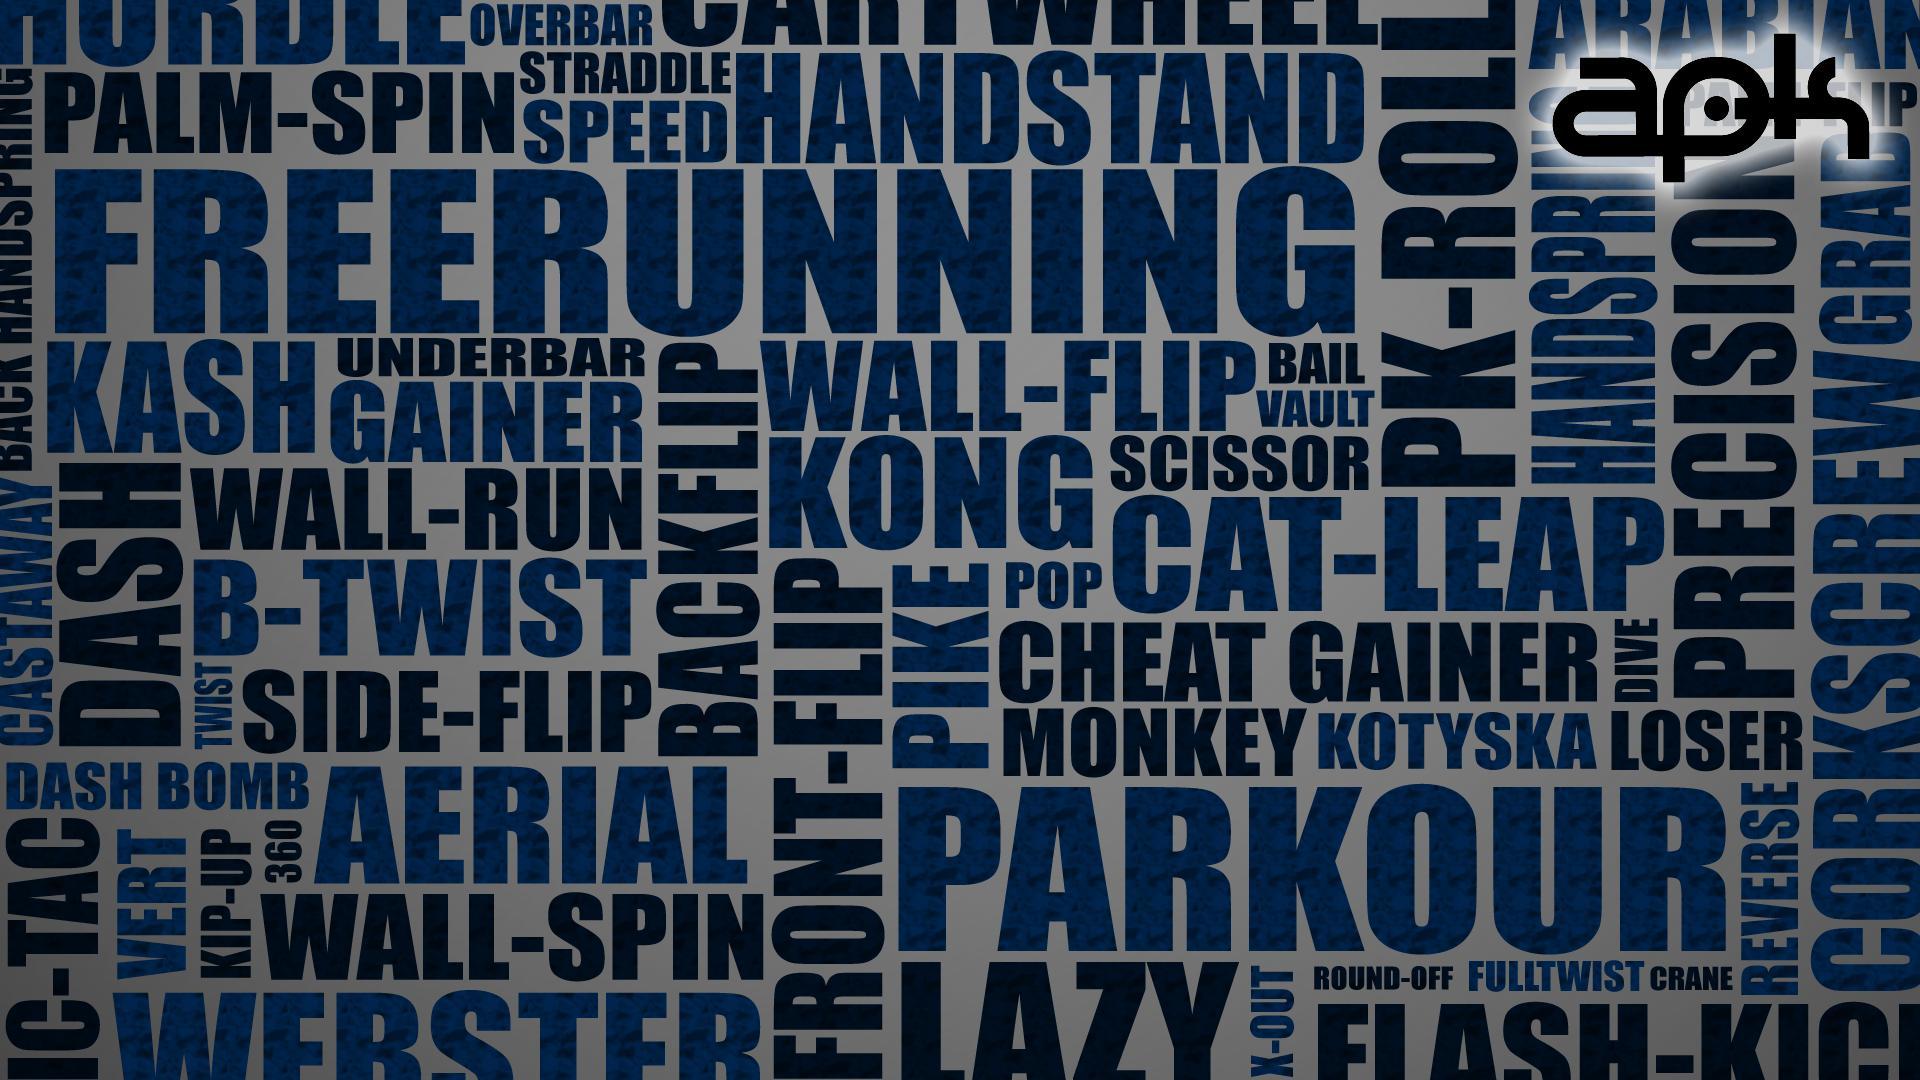 HURDLE
OVERBAR
CARTWHEEL
STRADDLE
PALM-SPIN
SPEED
HANDSTAND
PK-ROLL
ARABIAN
apk
BACK HANDSPRING
FREERUNNING
HANDSPRING
PRECISION
GRAB
KASH
UNDERBAR
GAINER
BACKFLIP
WALL-FLIP
BAIL
VAULT
KONG
SCISSOR
CORKSCREW
CASTAWAY
DASH
WALL-RUN
B-TWIST
TWIST
SIDE-FLIP
FRONT-FLIP
PIKE
POP
CAT-LEAP
CHEAT GAINER
DIVE
MONKEY
KOTYSKA
LOSER
DASH BOMB
AERIAL
PARKOUR
REVERSE
IC-TAC
VERT
KIP-UP
360
WALL-SPIN
WEBSTER
LAZY
X-OUT
ROUND-OFF
FULLTWIST
CRANE
FLASH-KICK